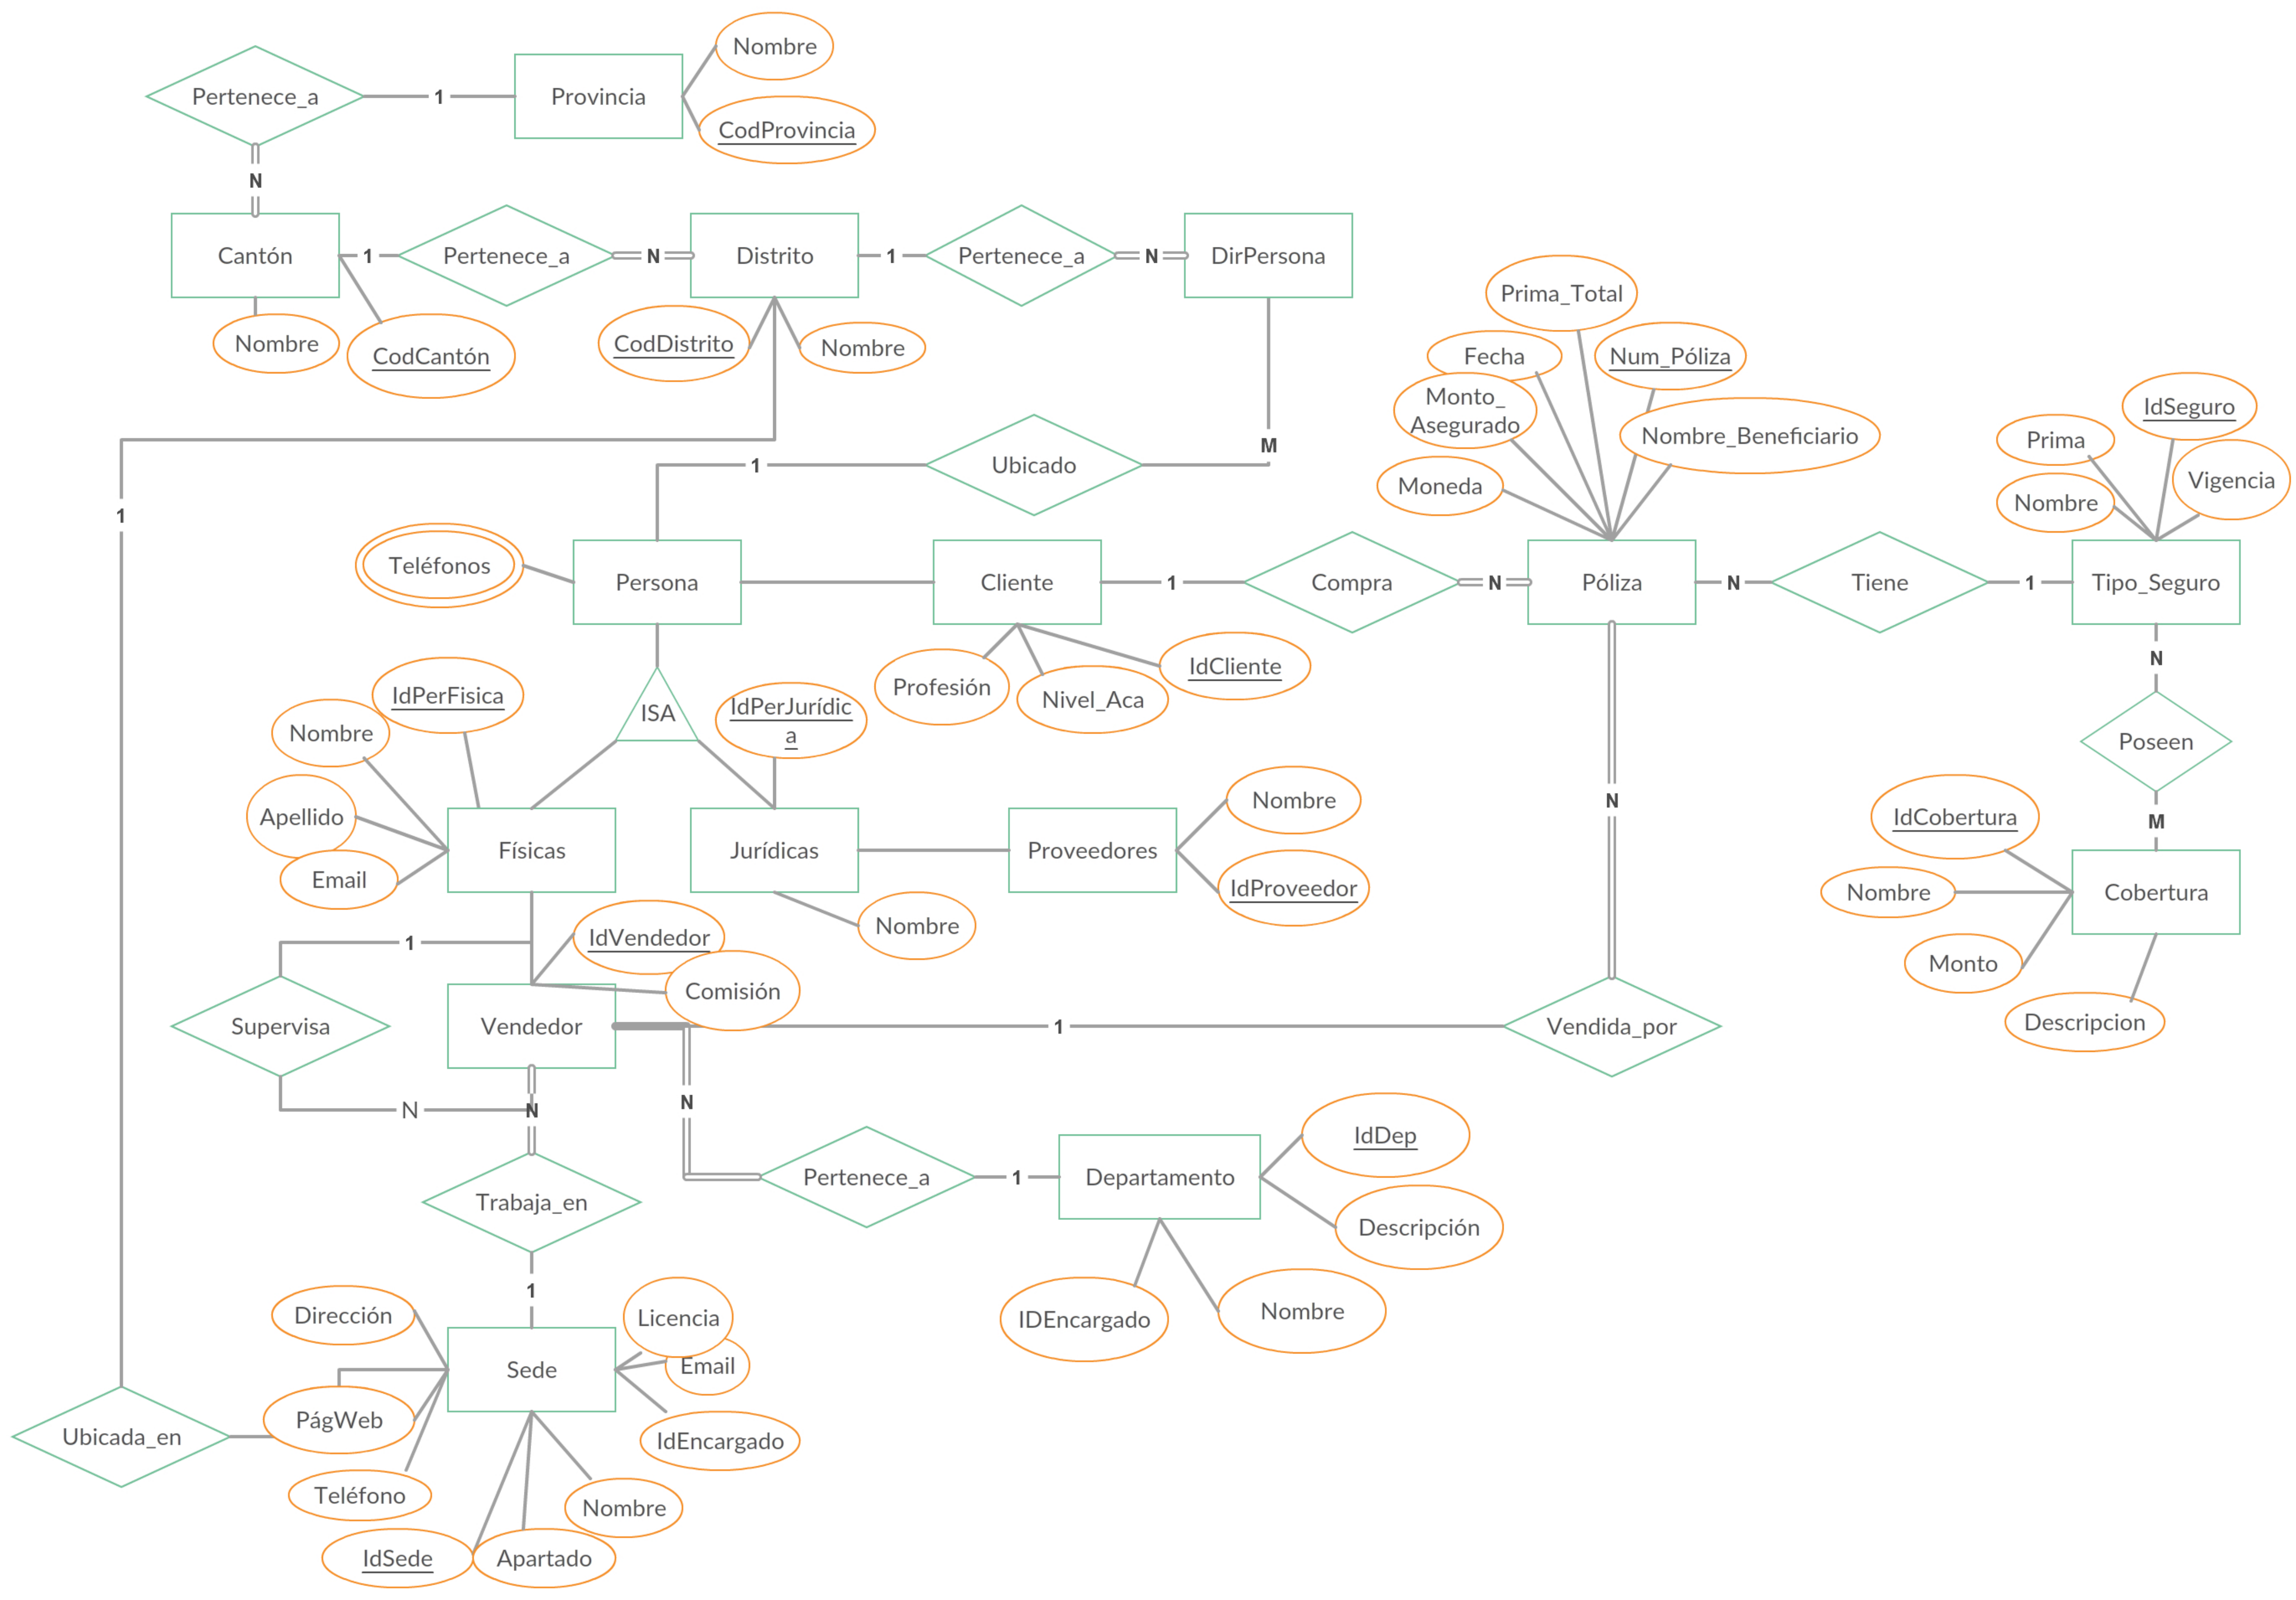 Nombre
Pertenece_a
1
Provincia
CodProvincia
N
Cantón
1
Pertenece_a
N
Distrito
1
Pertenece_a
N
DirPersona
Nombre
CodCantón
CodDistrito
Nombre
Prima_Total
Fecha
Num_Póliza
Monto_
Asegurado
Nombre_Beneficiario
Moneda
IdSeguro
Prima
Vigencia
Nombre
M
1
Ubicado
1
Teléfonos
Persona
Cliente
1
Compra
N
Póliza
N
Tiene
1
Tipo_Seguro
N
Profesión
Nivel_Aca
IdCliente
IdPerFisica
Nombre
ISA
IdPerJurídic
a
Poseen
Apellido
Email
Físicas
Jurídicas
Proveedores
Nombre
IdProveedor
N
M
IdCobertura
Nombre
Cobertura
Monto
Descripcion
Nombre
1
IdVendedor
Comisión
Supervisa
Vendedor
1
Vendida_por
N
N
N
Pertenece_a
1
Departamento
IdDep
Descripción
IDEncargado
Nombre
Trabaja_en
1
Dirección
Licencia
Sede
Email
PágWeb
IdEncargado
Ubicada_en
Teléfono
Nombre
IdSede
Apartado